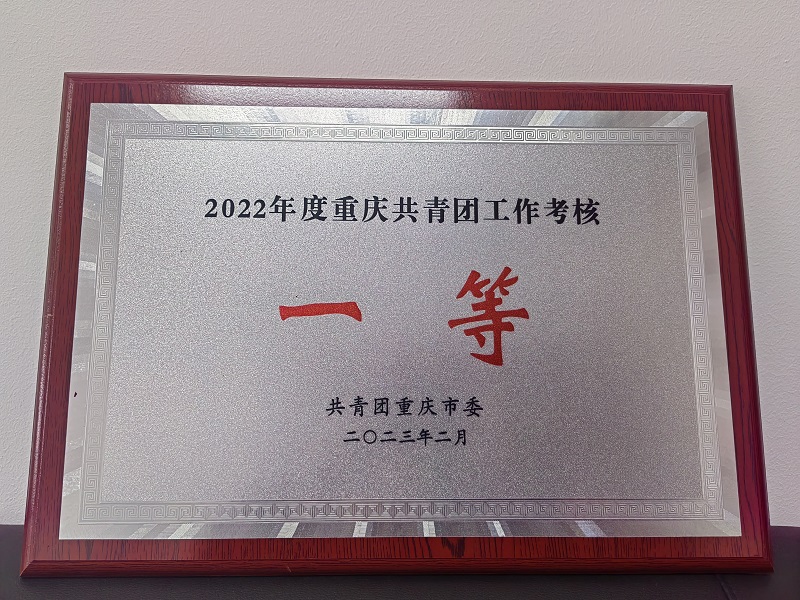 2022年度重庆共青团工作考核
一 等
共青团重庆市委
二〇二三年二月